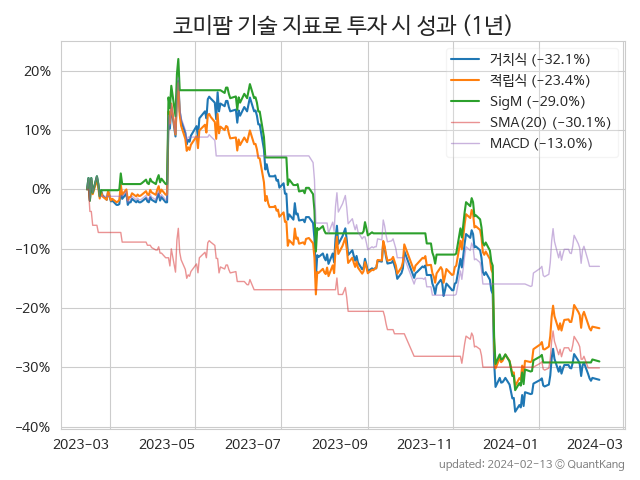 코미팜 기술 지표로 투자 시 성과 (1년)
거치식 (−32.1%)
적립식 (−23.4%)
SigM (−29.0%)
SMA(20) (−30.1%)
MACD (−13.0%)
20%
10%
0%
−10%
−20%
−30%
−40%
2023-03 2023-05 2023-07 2023-09 2023-11 2024-01 2024-03
updated: 2024-02-13 © QuantKang